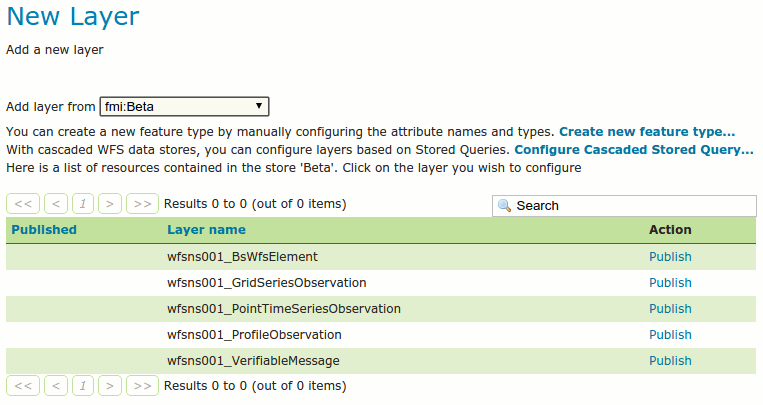 New Layer
Add a new layer
Add layer from fmi:Beta
You can create a new feature type by manually configuring the attribute names and types. Create new feature type...
With cascaded WFS data stores, you can configure layers based on Stored Queries. Configure Cascaded Stored Query...
Here is a list of resources contained in the store 'Beta'. Click on the layer you wish to configure
<< < 1 > >> Results 0 to 0 (out of 0 items) Search
Published Layer name Action
wfsns001_BsWfsElement Publish
wfsns001_GridSeriesObservation Publish
wfsns001_PointTimeSeriesObservation Publish
wfsns001_ProfileObservation Publish
wfsns001_VerifiableMessage Publish
<< < 1 > >> Results 0 to 0 (out of 0 items)